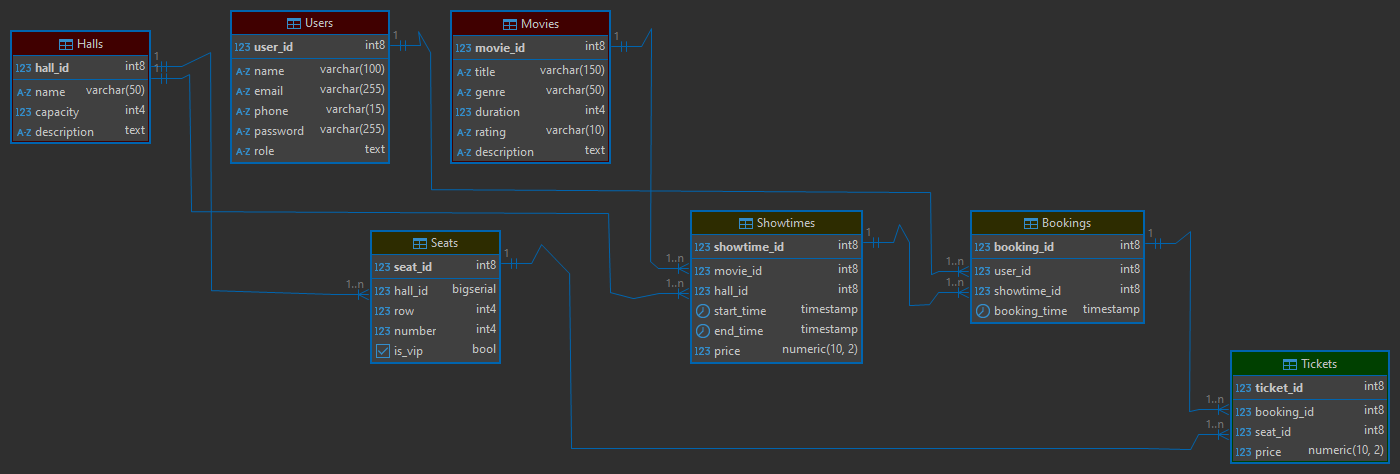 Halls
123 hall_id int8
A-Z name varchar(50)
123 capacity int4
A-Z description text
Users
123 user_id int8
A-Z name varchar(100)
A-Z email varchar(255)
A-Z phone varchar(15)
A-Z password varchar(255)
A-Z role text
Movies
123 movie_id int8
A-Z title varchar(150)
A-Z genre varchar(50)
123 duration int4
A-Z rating varchar(10)
A-Z description text
1
1
1
1
Seats
123 seat_id int8
123 hall_id bigserial
123 row int4
123 number int4
is_vip bool
1..n
1
Showtimes
123 showtime_id int8
123 movie_id int8
123 hall_id int8
start_time timestamp
end_time timestamp
123 price numeric(10, 2)
1..n
1..n
1
Bookings
123 booking_id int8
123 user_id int8
123 showtime_id int8
booking_time timestamp
1..n
1..n
1
Tickets
123 ticket_id int8
123 booking_id int8
123 seat_id int8
123 price numeric(10, 2)
1..n
1..n